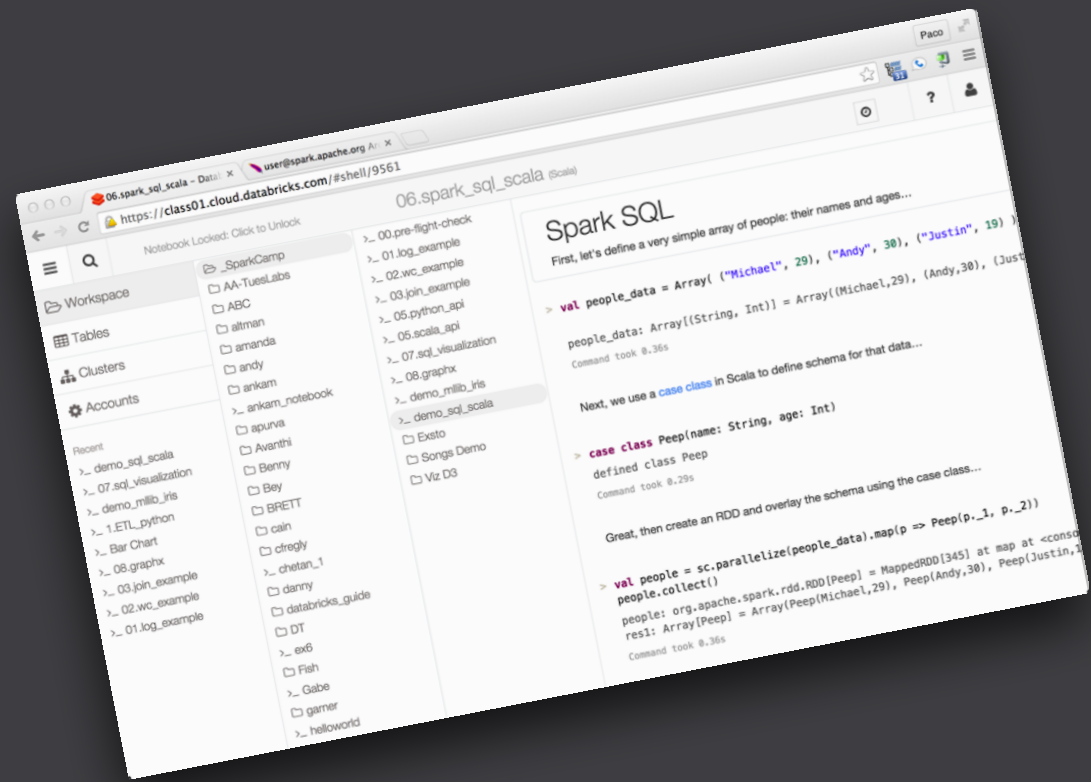 Paco
06.spark_sql_scala – Data
user@spark.apache.org
https://class01.cloud.databricks.com/#shell/9561
31
Notebook Locked: Click to Unlock
06.spark_sql_scala (Scala)
?
Workspace
Tables
Clusters
Accounts
Recent
>_ demo_sql_scala
>_ 07.sql_visualization
>_ demo_mllib_iris
>_ 1.ETL_python
>_ Bar Chart
>_ 08.graphx
>_ 03.join_example
>_ 02.wc_example
>_ 01.log_example
_SparkCamp
AA-TuesLabs
ABC
altman
amanda
andy
ankam
>_ ankam_notebook
apurva
Avanthi
Benny
Bey
BRETT
cain
cfregly
>_ chetan_1
danny
databricks_guide
DT
>_ ex6
Fish
>_ Gabe
garner
>_ helloworld
>_ 00.pre-flight-check
>_ 01.log_example
>_ 02.wc_example
>_ 03.join_example
>_ 05.python_api
>_ 05.scala_api
>_ 07.sql_visualization
>_ 08.graphx
>_ demo_mllib_iris
>_ demo_sql_scala
Exsto
Songs Demo
Viz D3
Spark SQL
First, let's define a very simple array of people: their names and ages...
> val people_data = Array( ("Michael", 29), ("Andy", 30), ("Justin", 19) )
people_data: Array[(String, Int)] = Array((Michael,29), (Andy,30), (Just
Command took 0.36s
Next, we use a case class in Scala to define schema for that data...
> case class Peep(name: String, age: Int)
defined class Peep
Command took 0.29s
Great, then create an RDD and overlay the schema using the case class...
> val people = sc.parallelize(people_data).map(p => Peep(p._1, p._2))
people.collect()
people: org.apache.spark.rdd.RDD[Peep] = MappedRDD[345] at map at <conso
res1: Array[Peep] = Array(Peep(Michael,29), Peep(Andy,30), Peep(Justin,1
Command took 0.36s